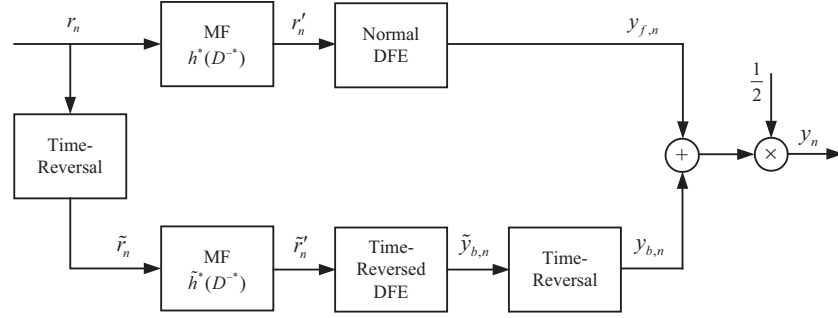 r_n
MF
h^*(D^{-*})
r'_n
Normal
DFE
y_{f,n}
1/2
+
×
y_n
Time-
Reversal
r̃_n
MF
h̃^*(D^{-*})
r̃'_n
Time-
Reversed
DFE
ỹ_{b,n}
Time-
Reversal
y_{b,n}